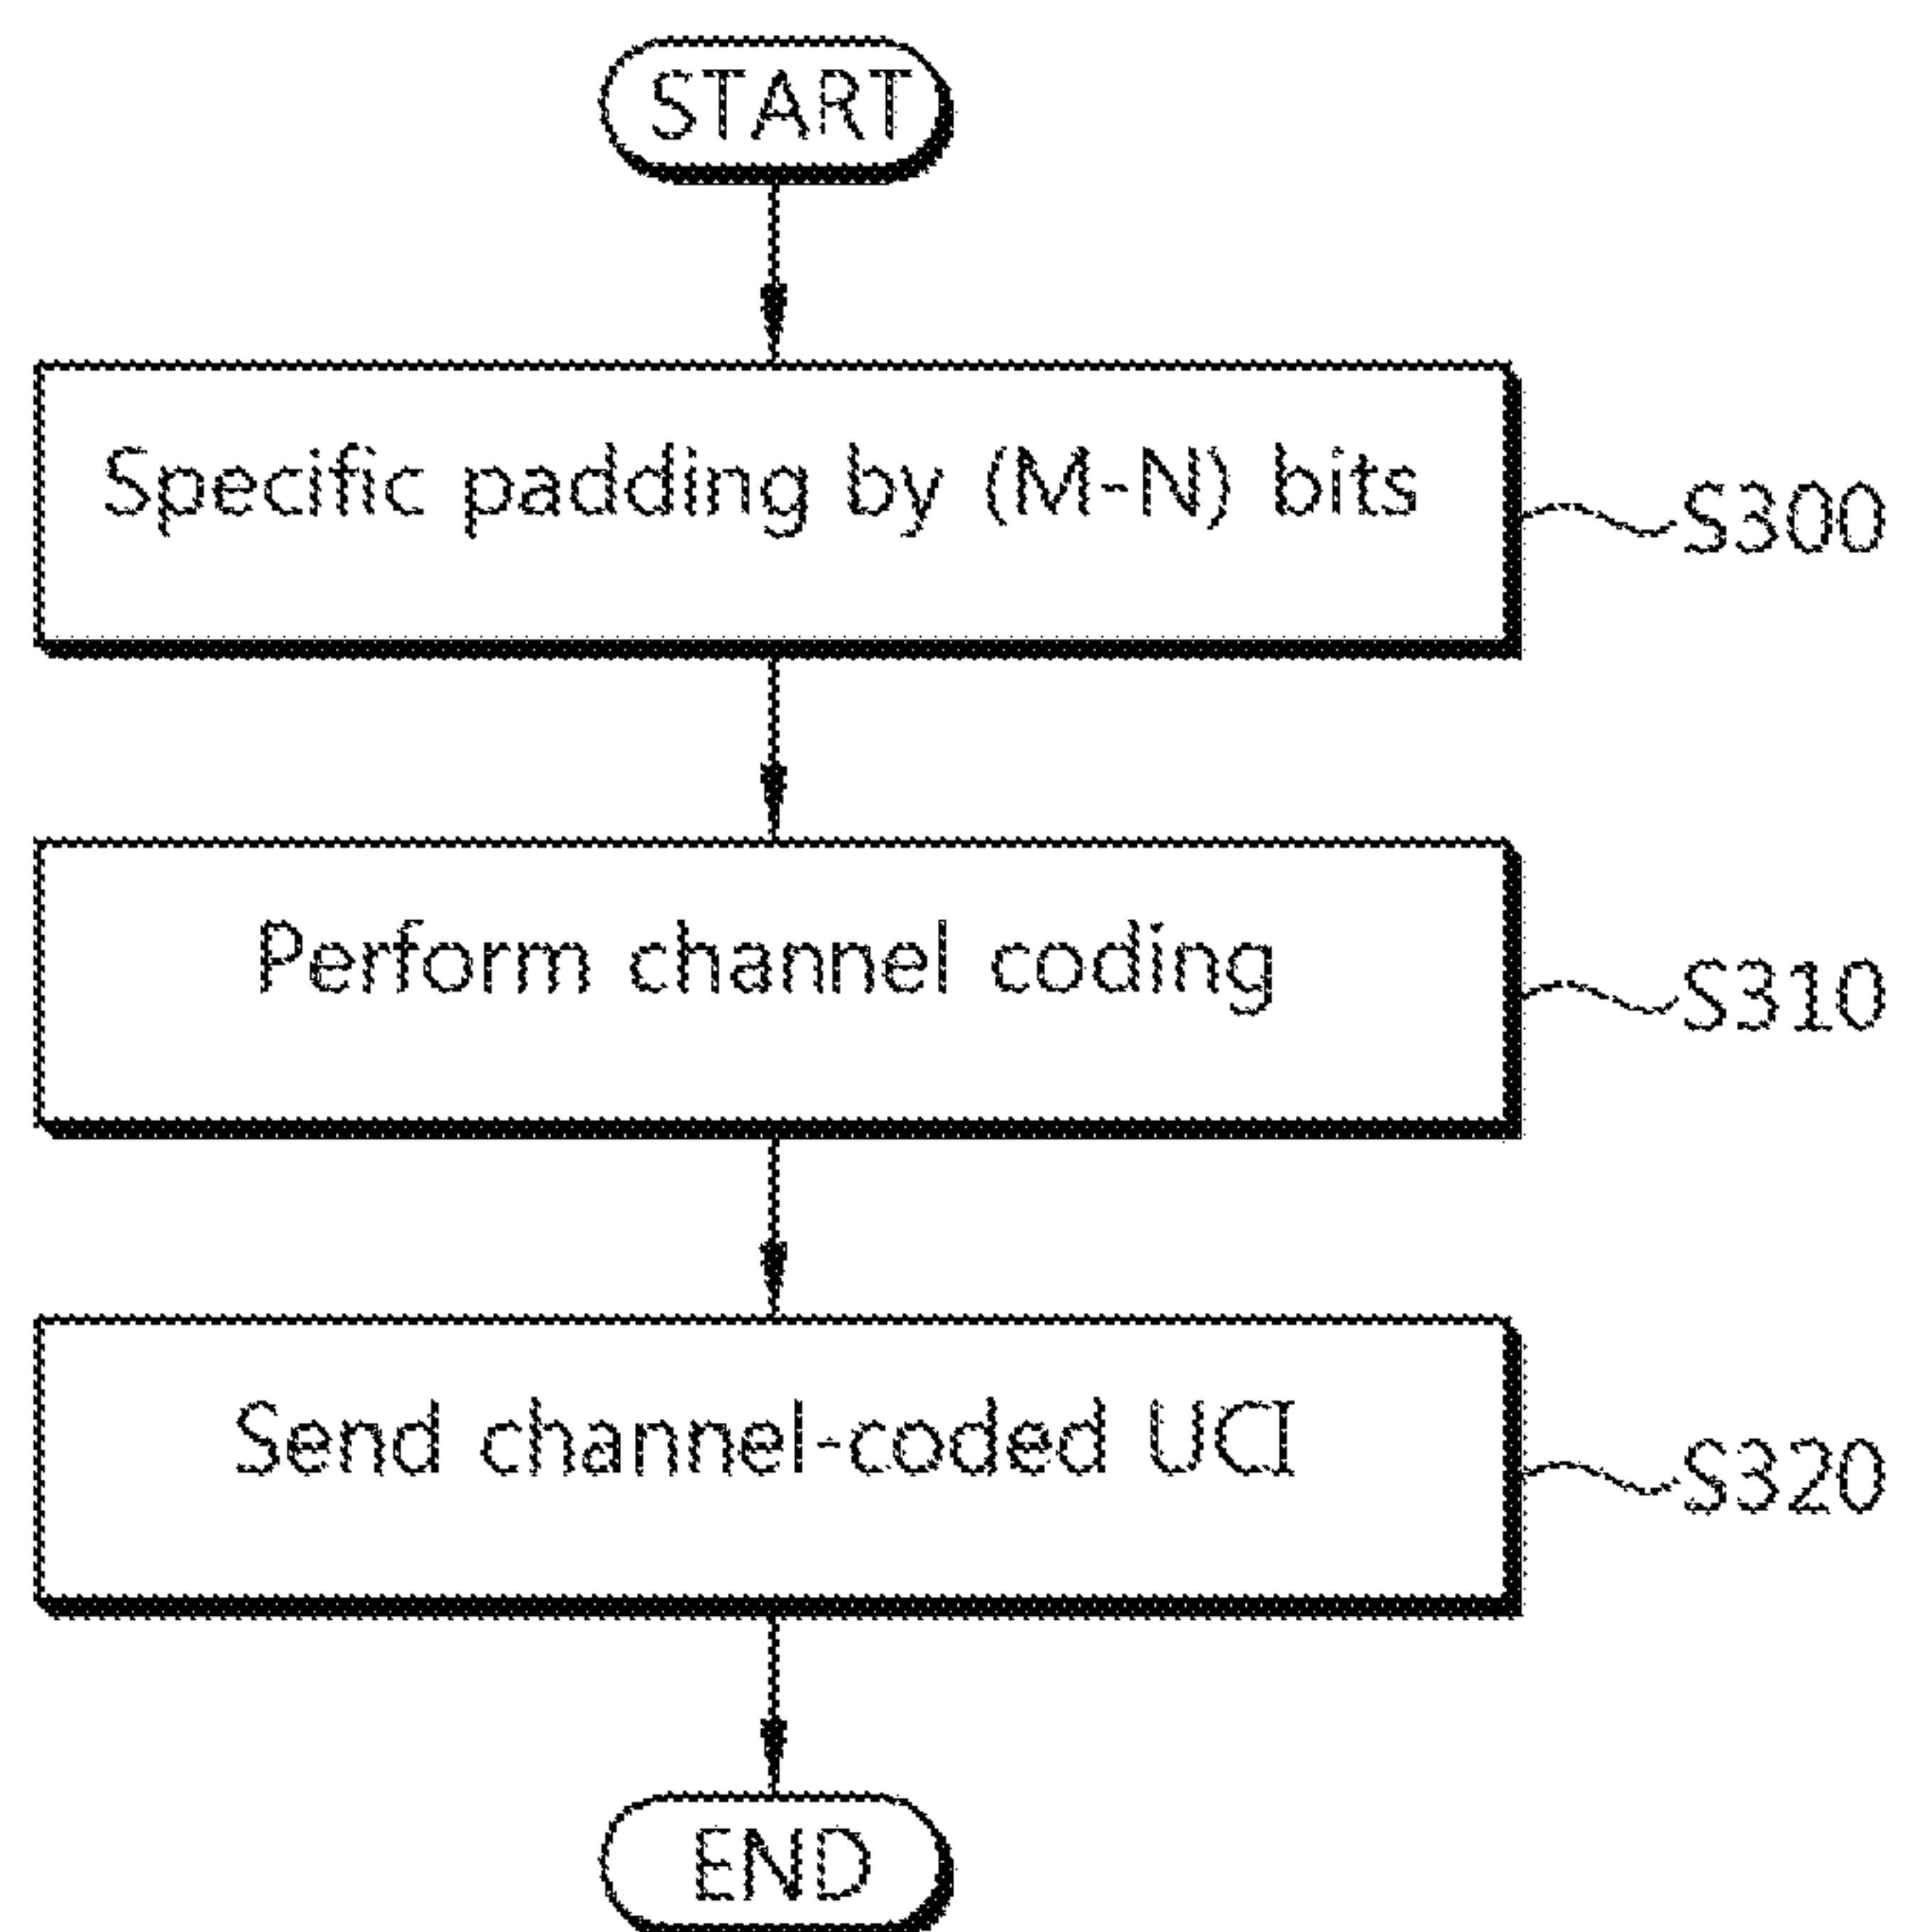 START
Specific padding by (M-N) bits
S300
Perform channel coding
S310
Send channel-coded UCI
S320
END